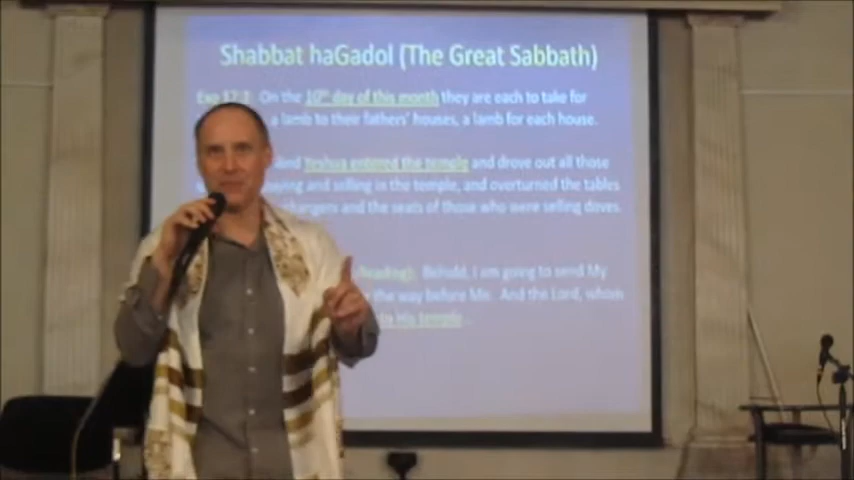 Shabbat haGadol (The Great Sabbath)
Exo 12:3 On the 10th day of this month they are each to take for
a lamb to their fathers' houses, a lamb for each house.
Yeshua entered the temple and drove out all those
buying and selling in the temple, and overturned the tables
and the seats of those who were selling doves.
Behold, I am going to send My
the way before Me. And the Lord, whom
to His temple